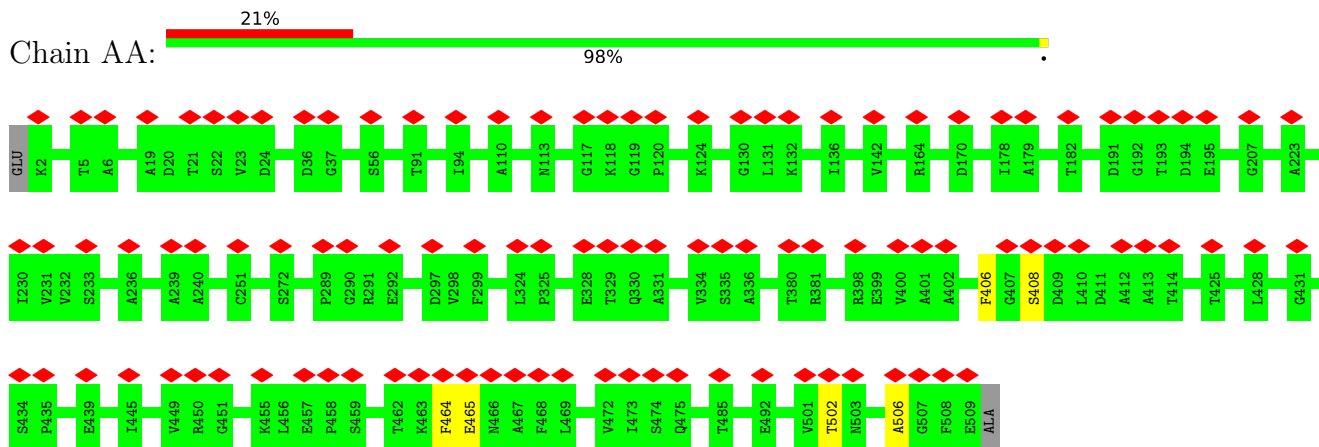 21%
Chain AA:
98%
.
GLU K2 T5 A6 A19 D20 T21 S22 V23 D24 D36 G37 S56 T91 I94 A110 N113 G117 K118 G119 P120 K124 G130 L131 K132 I136 V142 R164 D170 I178 A179 T182 D191 G192 T193 D194 E195 G207 A223
I230 V231 V232 S233 A236 A239 A240 C251 S272 P289 G290 R291 E292 D297 V298 F299 L324 P325 E328 T329 Q330 A331 V334 S335 A336 T380 R381 R398 E399 V400 A401 A402 F406 G407 S408 D409 L410 D411 A412 A413 T414 T425 L428 G431
S434 P435 E439 I445 V449 R450 G451 K455 L456 E457 P458 S459 T462 K463 F464 E465 N466 A467 F468 L469 V472 I473 S474 Q475 T485 E492 V501 T502 N503 A506 G507 F508 E509 ALA